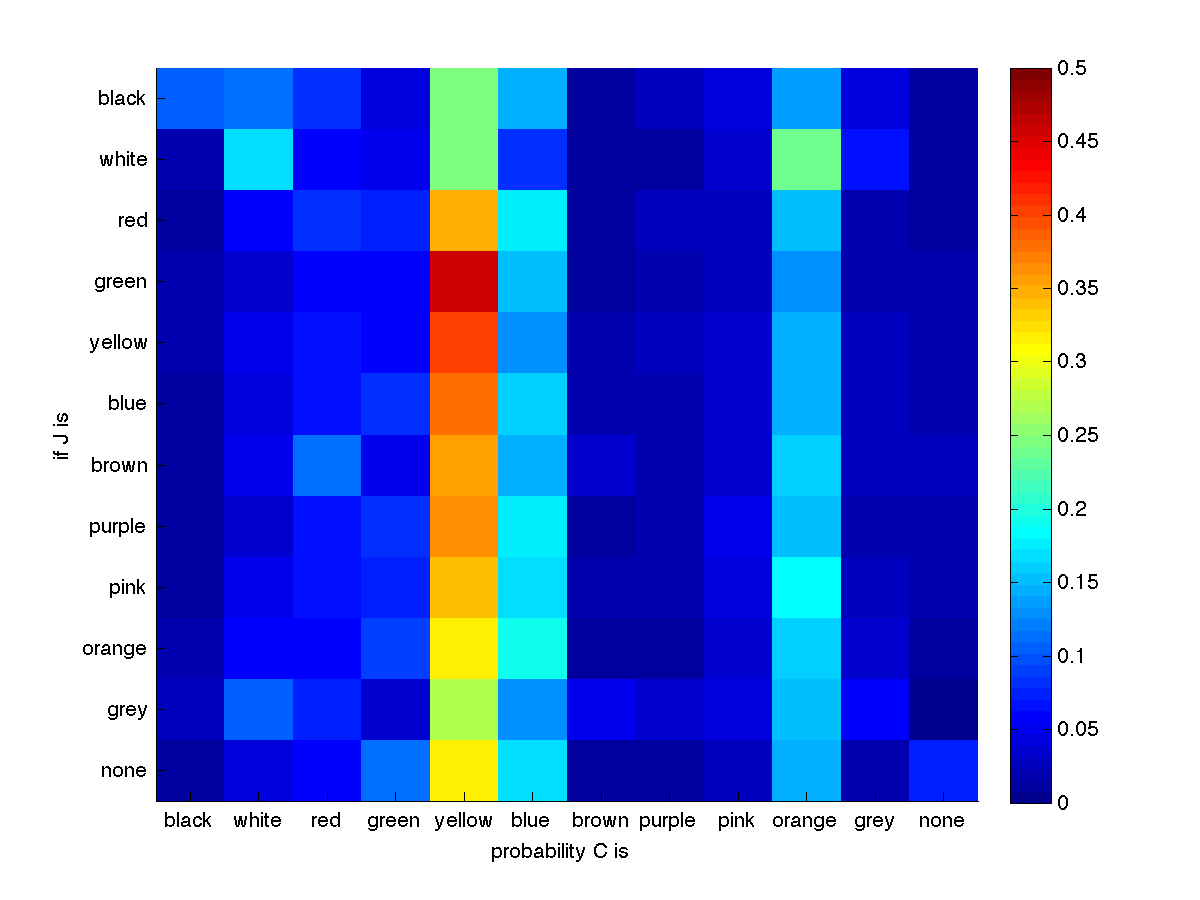 black
white
red
green
yellow
blue
brown
purple
pink
orange
grey
none
if J is
black white red green yellow blue brown purple pink orange grey none
probability C is
0.5
0.45
0.4
0.35
0.3
0.25
0.2
0.15
0.1
0.05
0